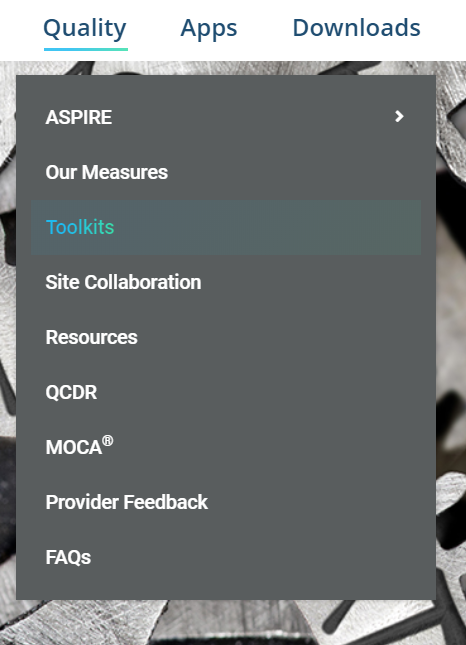 Quality Apps Downloads
ASPIRE
Our Measures
Toolkits
Site Collaboration
Resources
QCDR
MOCA®
Provider Feedback
FAQs